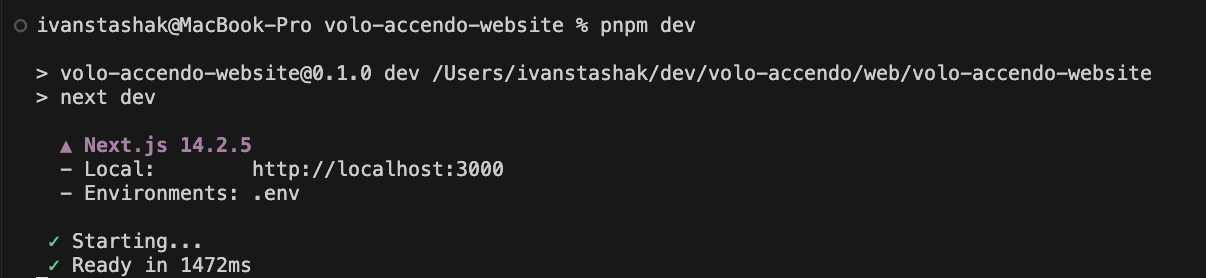 ivanstashak@MacBook-Pro volo-accendo-website % pnpm dev
> volo-accendo-website@0.1.0 dev /Users/ivanstashak/dev/volo-accendo/web/volo-accendo-website
> next dev
▲ Next.js 14.2.5
- Local:        http://localhost:3000
- Environments: .env
✓ Starting...
✓ Ready in 1472ms